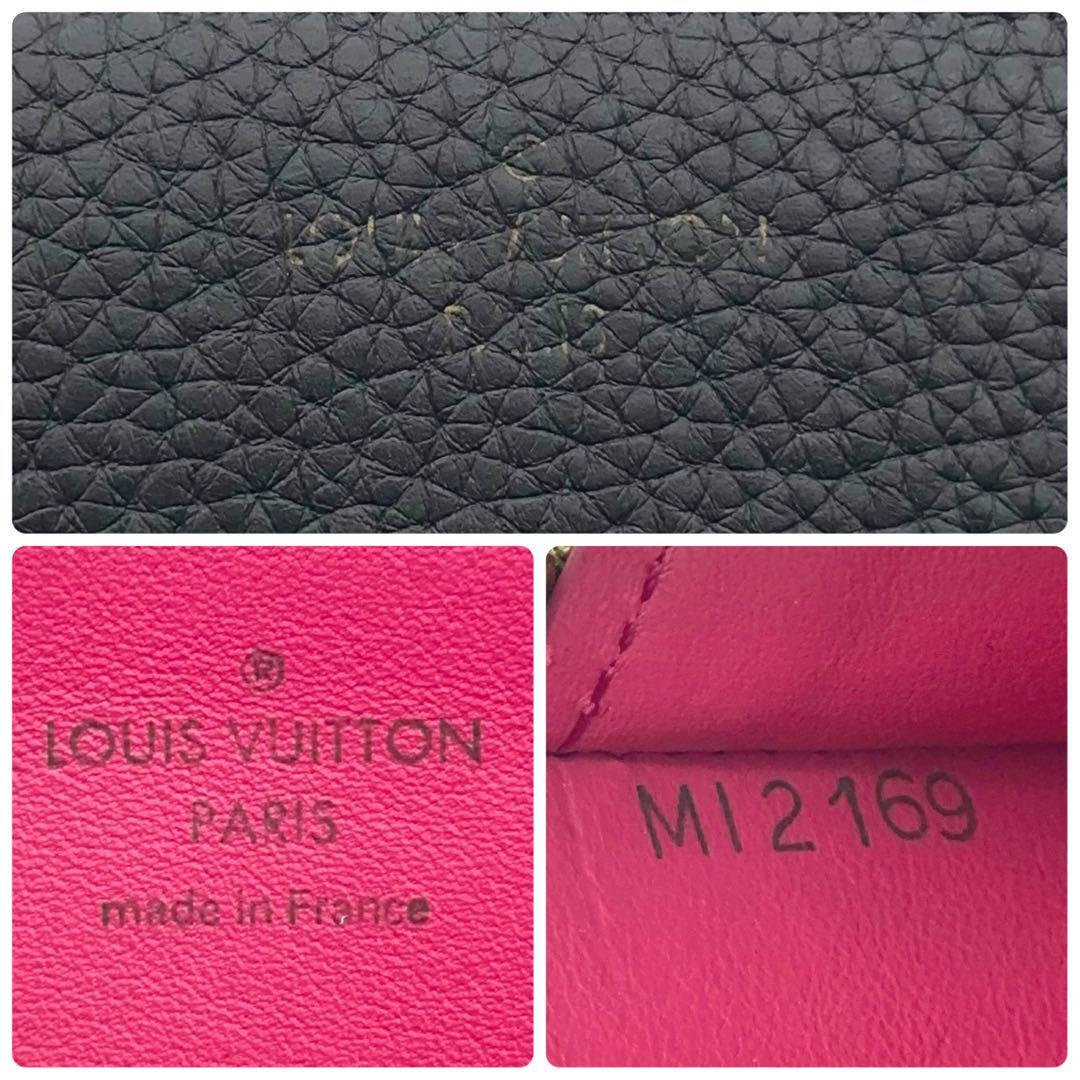 ®
LOUIS VUITTON
PARIS
made in France
MI2169